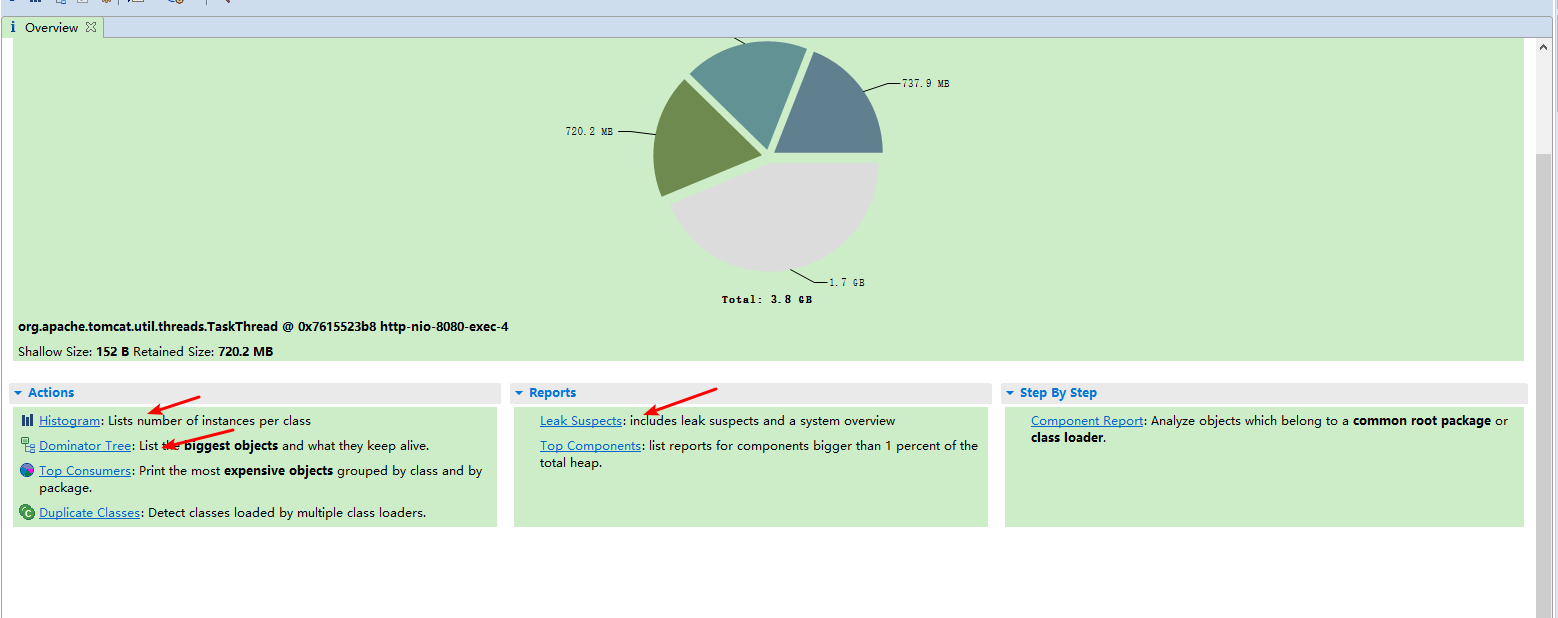 Overview
737.9 MB
720.2 MB
1.7 GB
Total: 3.8 GB
org.apache.tomcat.util.threads.TaskThread @ 0x7615523b8 http-nio-8080-exec-4
Shallow Size: 152 B Retained Size: 720.2 MB
Actions
Histogram: Lists number of instances per class
Dominator Tree: List the biggest objects and what they keep alive.
Top Consumers: Print the most expensive objects grouped by class and by
package.
Duplicate Classes: Detect classes loaded by multiple class loaders.
Reports
Leak Suspects: includes leak suspects and a system overview
Top Components: list reports for components bigger than 1 percent of the
total heap.
Step By Step
Component Report: Analyze objects which belong to a common root package or
class loader.